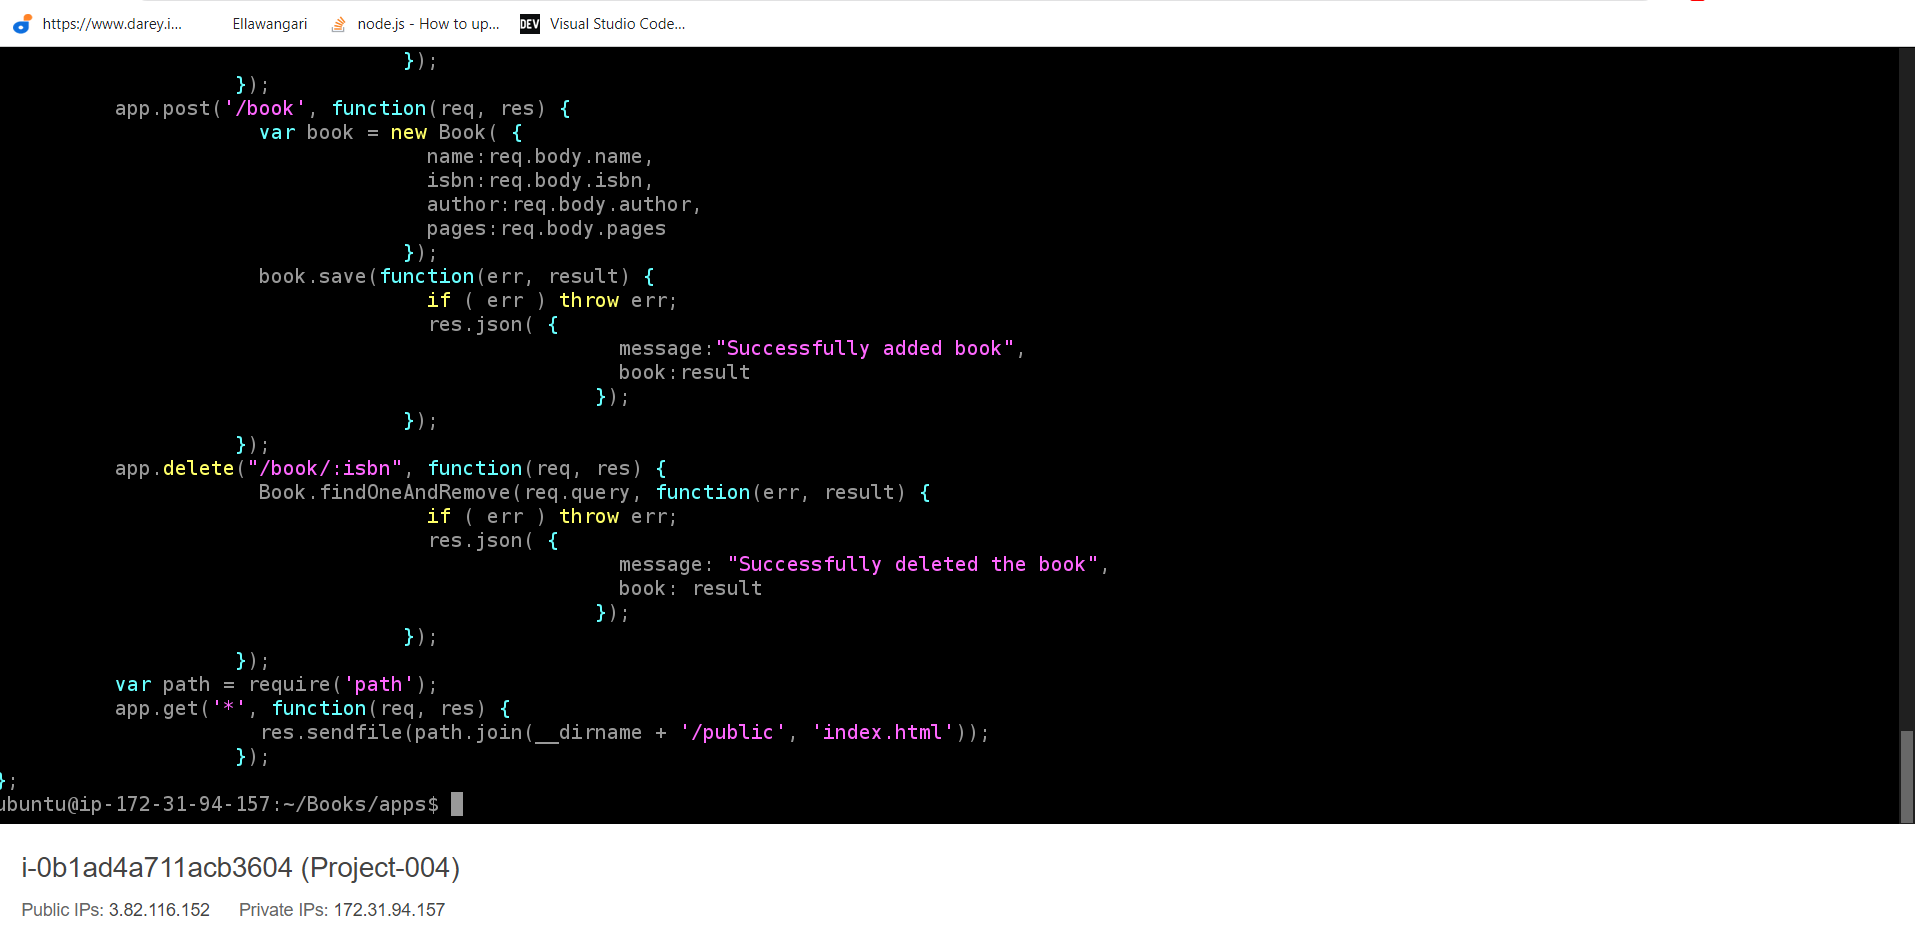 https://www.darey.i... Ellawangari node.js - How to up... DEV Visual Studio Code...
});
});
app.post('/book', function(req, res) {
var book = new Book( {
name:req.body.name,
isbn:req.body.isbn,
author:req.body.author,
pages:req.body.pages
});
book.save(function(err, result) {
if ( err ) throw err;
res.json( {
message:"Successfully added book",
book:result
});
});
});
app.delete("/book/:isbn", function(req, res) {
Book.findOneAndRemove(req.query, function(err, result) {
if ( err ) throw err;
res.json( {
message: "Successfully deleted the book",
book: result
});
});
});
var path = require('path');
app.get('*', function(req, res) {
res.sendfile(path.join(__dirname + '/public', 'index.html'));
});
};
ubuntu@ip-172-31-94-157:~/Books/apps$
i-0b1ad4a711acb3604 (Project-004)
Public IPs: 3.82.116.152 Private IPs: 172.31.94.157